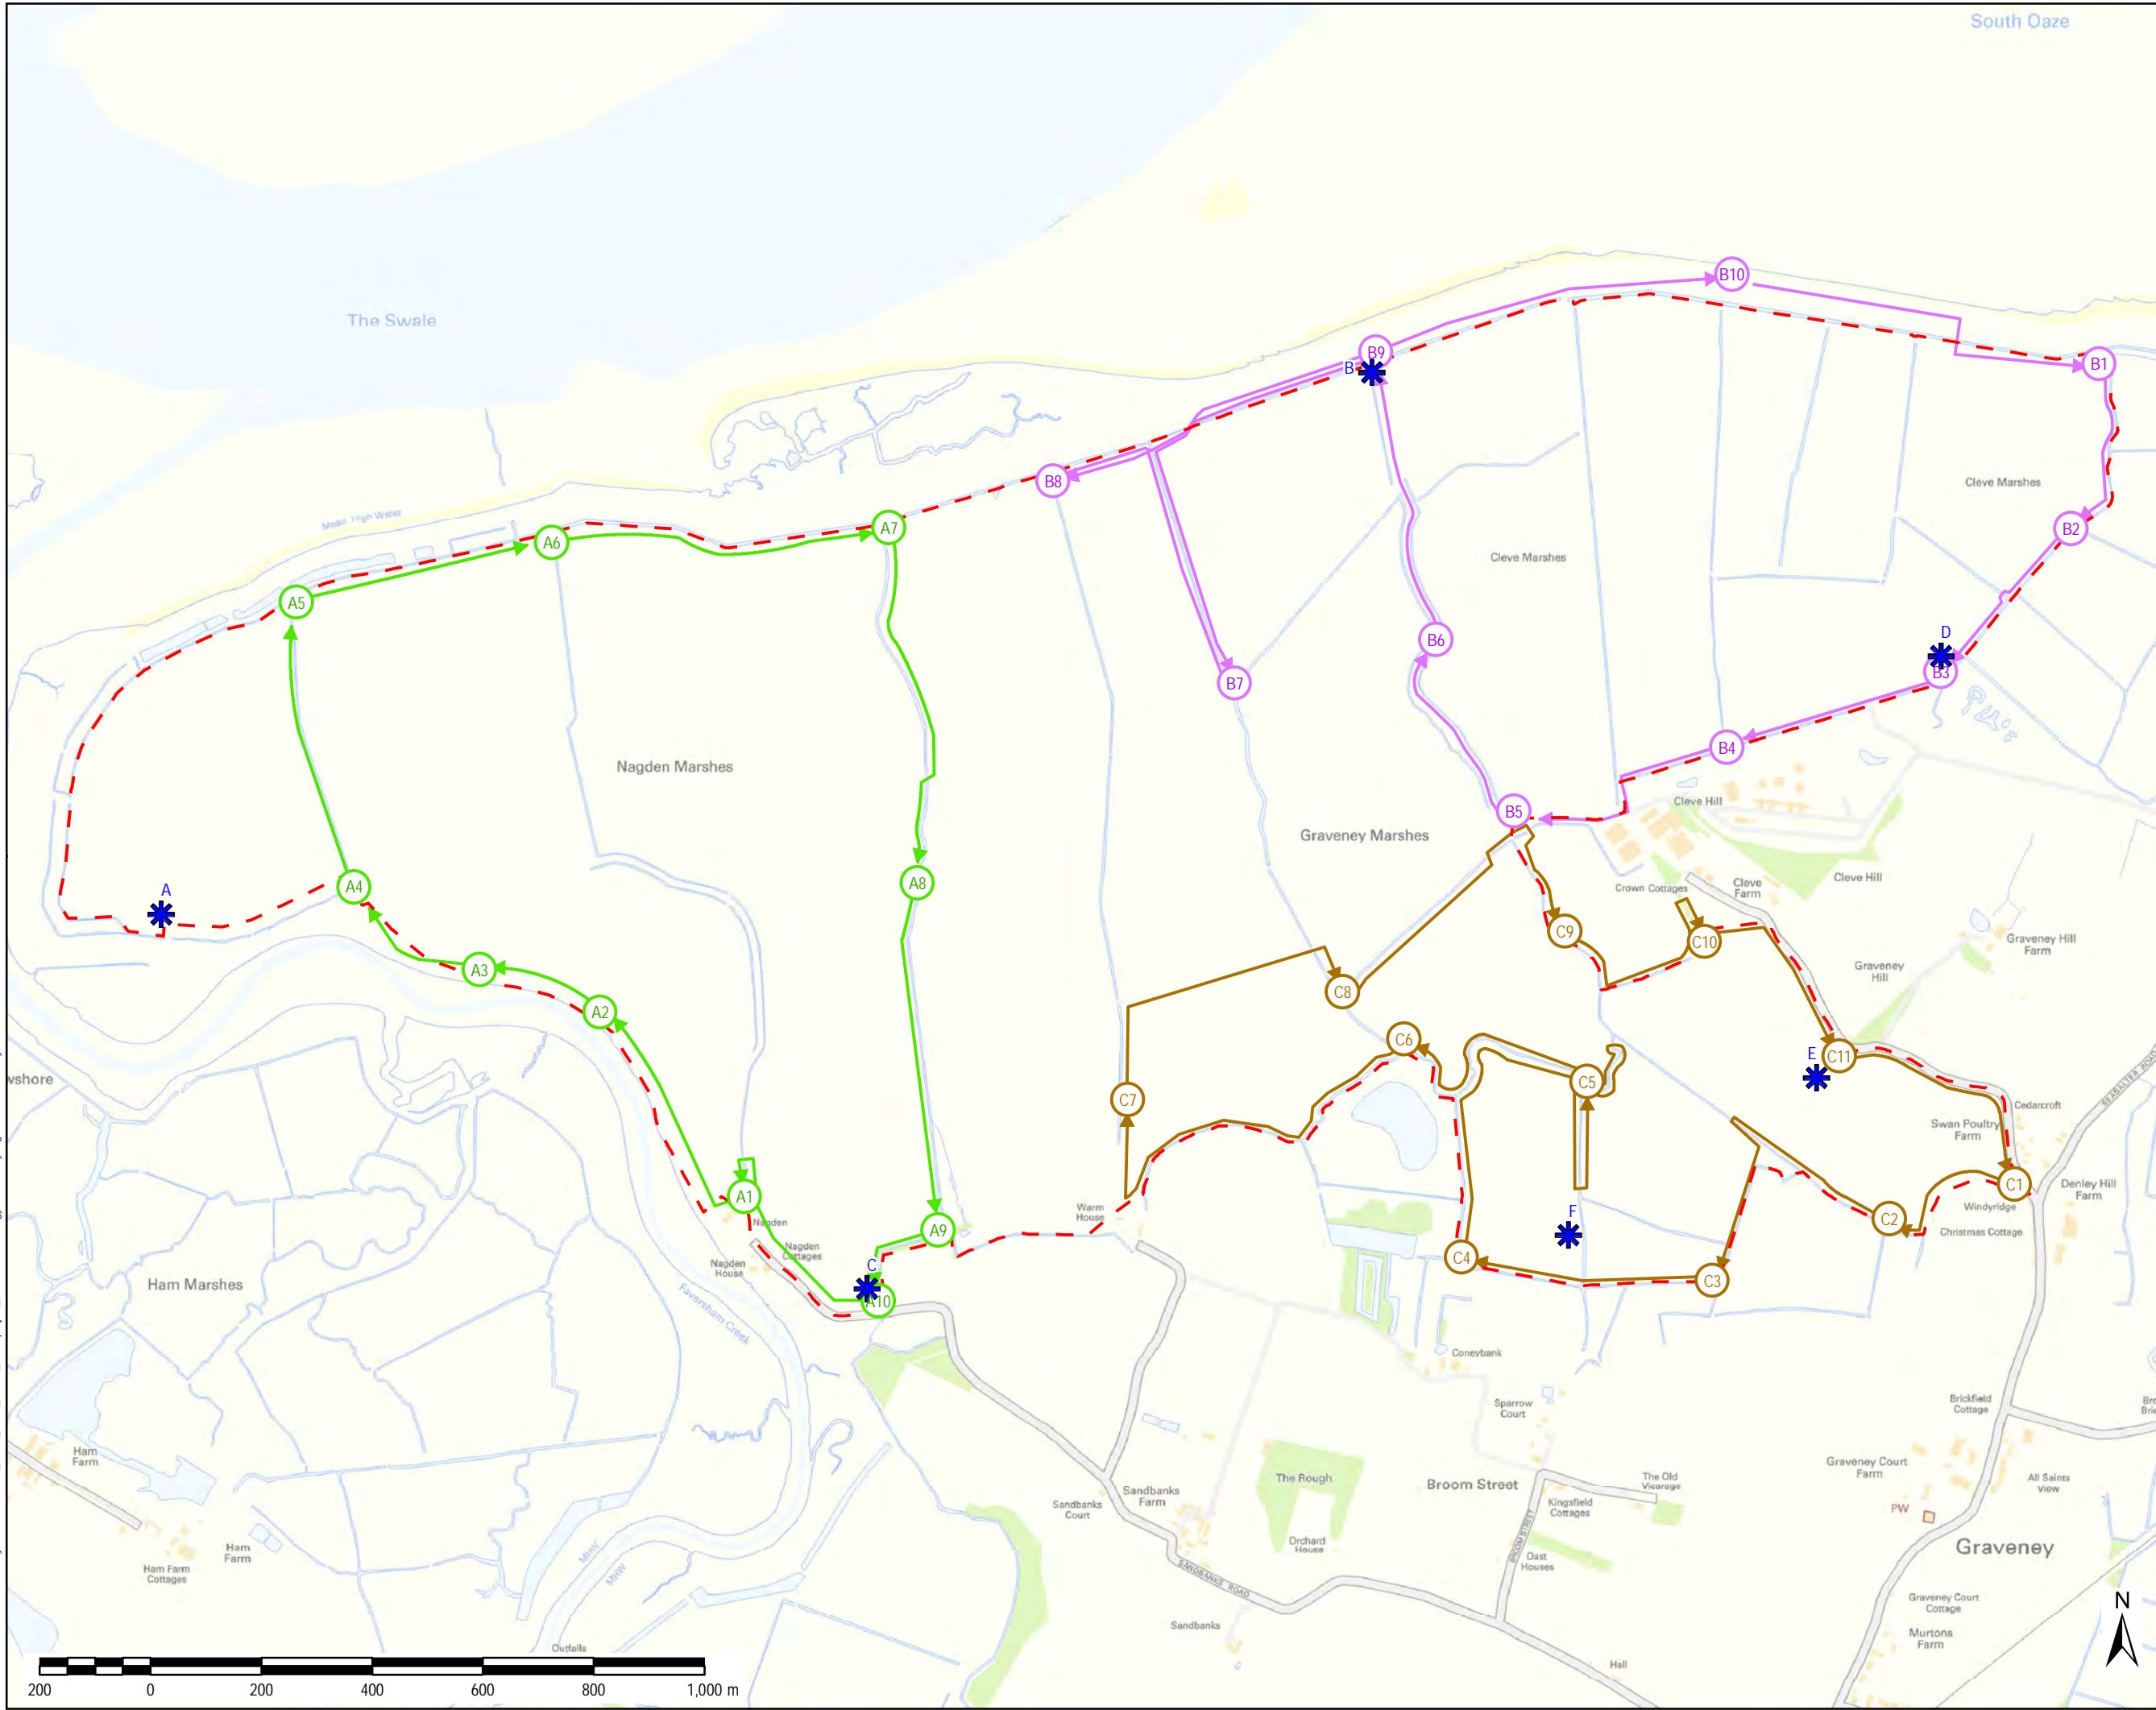 South Oaze
B10
The Swale
B9
B
B1
Cleve Marshes
B8
Mean High Water
A7
B2
A6
Cleve Marshes
A5
D
B6
B3
B7
B4
Nagden Marshes
Cleve Hill
B5
Graveney Marshes
A8
A4
A
Crown Cottages
Cleve
Farm
Cleve Hill
C9
C10
Graveney Hill
Farm
A3
Graveney
Hill
C8
A2
C6
E
C11
wshore
C5
C7
Cedarcroft
SEASALTER ROAD
Swan Poultry
Farm
A1
C1
Denley Hill
Farm
Nagden
Warm
House
Windyridge
C2
A9
F
Christmas Cottage
Nagden
Cottages
C4
Nagden
House
C
C3
Ham Marshes
A10
Faversham Creek
Coneybank
Sparrow
Court
Brickfield
Cottage
Ham
Farm
The Rough
Broom Street
The Old
Vicarage
Graveney Court
Farm
All Saints
View
Sandbanks
Farm
Sandbanks
Court
Kingsfield
Cottages
PW
BROOM STREET
Orchard
House
Graveney
Ham
Farm
Oast
Houses
Ham Farm
Cottages
MHW
MHW
SANDBANKS ROAD
Graveney Court
Cottage
N
Sandbanks
Murtons
Farm
Outfalls
Hall
200 0 200 400 600 800 1,000 m